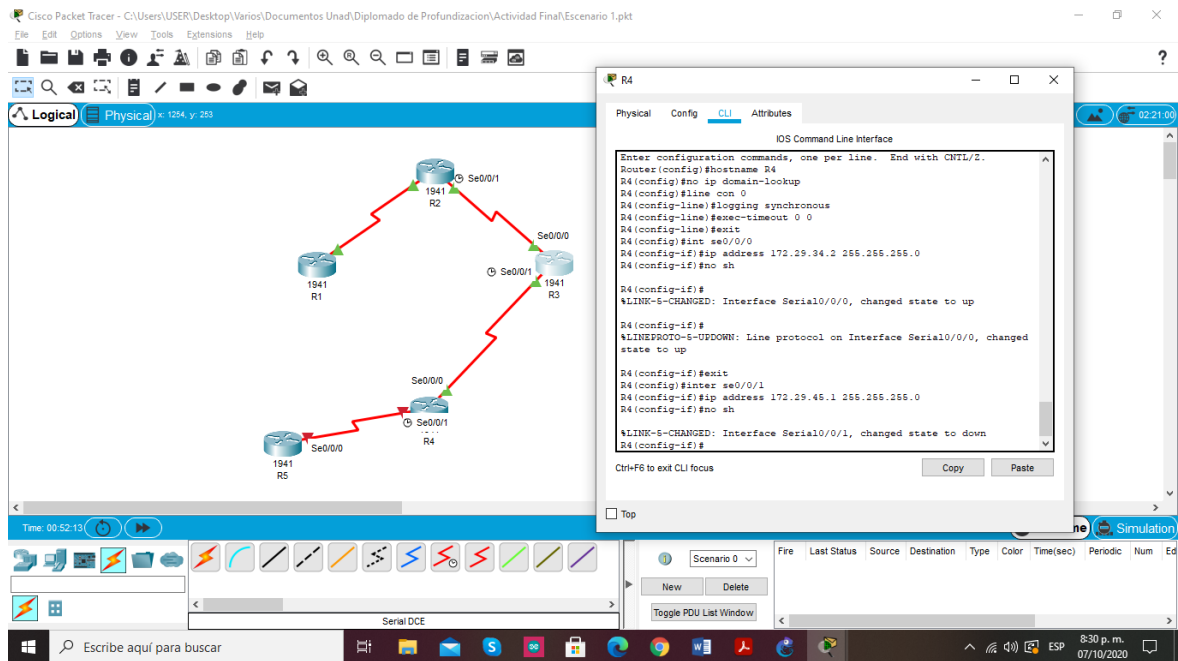 Cisco Packet Tracer - C:\Users\USER\Desktop\Varios\Documentos Unad\Diplomado de Profundizacion\Actividad Final\Escenario 1.pkt
File Edit Options View Tools Extensions Help
?
Logical Physical x: 1254, y: 253
02:21:00
Se0/0/1
1941
R2
Se0/0/0
1941
R1
Se0/0/1
1941
R3
Se0/0/0
Se0/0/1
R4
Se0/0/0
1941
R5
R4
Physical Config CLI Attributes
IOS Command Line Interface
Enter configuration commands, one per line. End with CNTL/Z.
Router(config)#hostname R4
R4(config)#no ip domain-lookup
R4(config)#line con 0
R4(config-line)#logging synchronous
R4(config-line)#exec-timeout 0 0
R4(config-line)#exit
R4(config)#int se0/0/0
R4(config-if)#ip address 172.29.34.2 255.255.255.0
R4(config-if)#no sh
R4(config-if)#
%LINK-5-CHANGED: Interface Serial0/0/0, changed state to up
R4(config-if)#
%LINEPROTO-5-UPDOWN: Line protocol on Interface Serial0/0/0, changed
state to up
R4(config-if)#exit
R4(config)#inter se0/0/1
R4(config-if)#ip address 172.29.45.1 255.255.255.0
R4(config-if)#no sh
%LINK-5-CHANGED: Interface Serial0/0/1, changed state to down
R4(config-if)#
Ctrl+F6 to exit CLI focus
Copy Paste
Top
Time: 00:52:13
Simulation
Scenario 0
New Delete
Toggle PDU List Window
Fire Last Status Source Destination Type Color Time(sec) Periodic Num Ed
Serial DCE
Escribe aquí para buscar
ESP
8:30 p. m.
07/10/2020